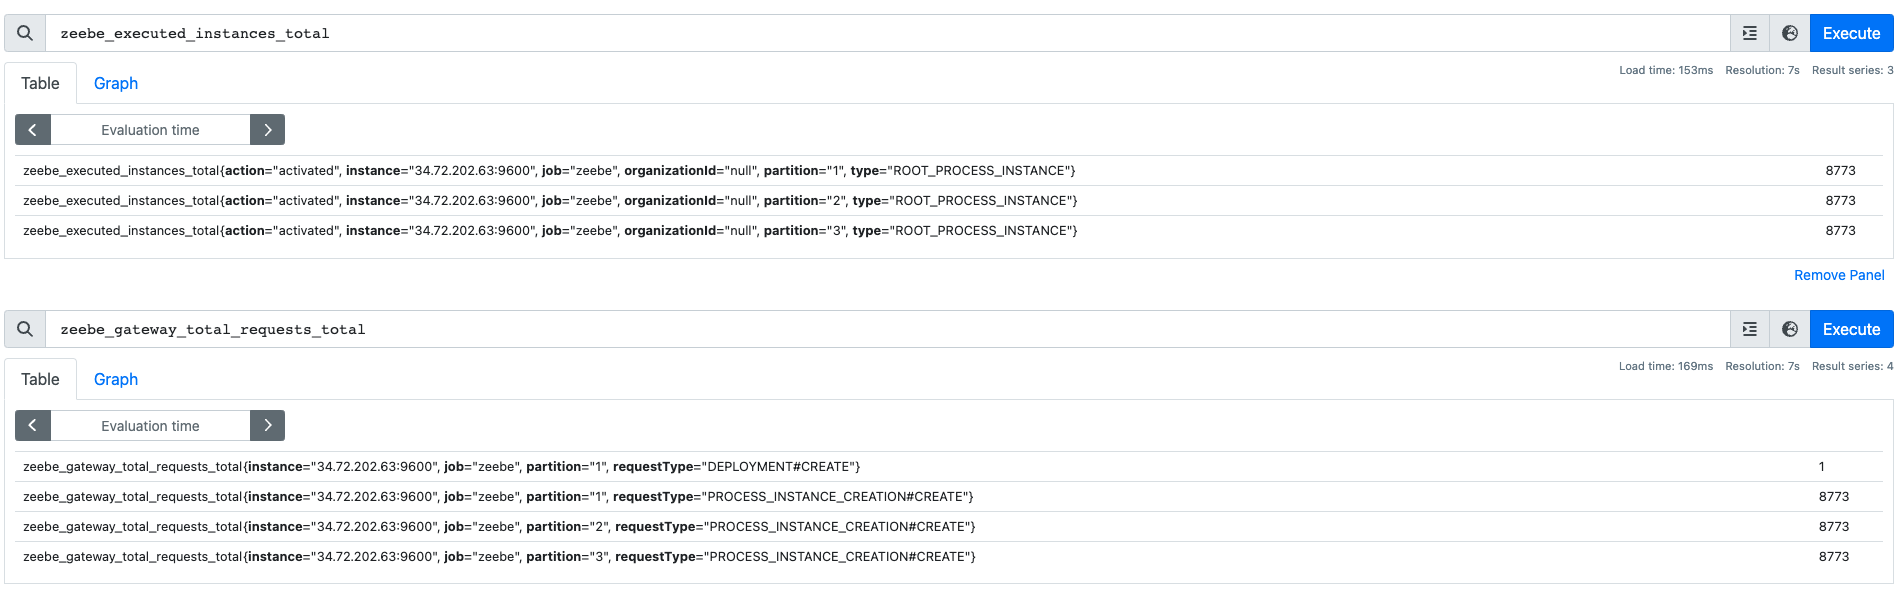 zeebe_executed_instances_total Execute
Table Graph Load time: 153ms Resolution: 7s Result series: 3
Evaluation time
zeebe_executed_instances_total{action="activated", instance="34.72.202.63:9600", job="zeebe", organizationId="null", partition="1", type="ROOT_PROCESS_INSTANCE"} 8773
zeebe_executed_instances_total{action="activated", instance="34.72.202.63:9600", job="zeebe", organizationId="null", partition="2", type="ROOT_PROCESS_INSTANCE"} 8773
zeebe_executed_instances_total{action="activated", instance="34.72.202.63:9600", job="zeebe", organizationId="null", partition="3", type="ROOT_PROCESS_INSTANCE"} 8773
Remove Panel
zeebe_gateway_total_requests_total Execute
Table Graph Load time: 169ms Resolution: 7s Result series: 4
Evaluation time
zeebe_gateway_total_requests_total{instance="34.72.202.63:9600", job="zeebe", partition="1", requestType="DEPLOYMENT#CREATE"} 1
zeebe_gateway_total_requests_total{instance="34.72.202.63:9600", job="zeebe", partition="1", requestType="PROCESS_INSTANCE_CREATION#CREATE"} 8773
zeebe_gateway_total_requests_total{instance="34.72.202.63:9600", job="zeebe", partition="2", requestType="PROCESS_INSTANCE_CREATION#CREATE"} 8773
zeebe_gateway_total_requests_total{instance="34.72.202.63:9600", job="zeebe", partition="3", requestType="PROCESS_INSTANCE_CREATION#CREATE"} 8773